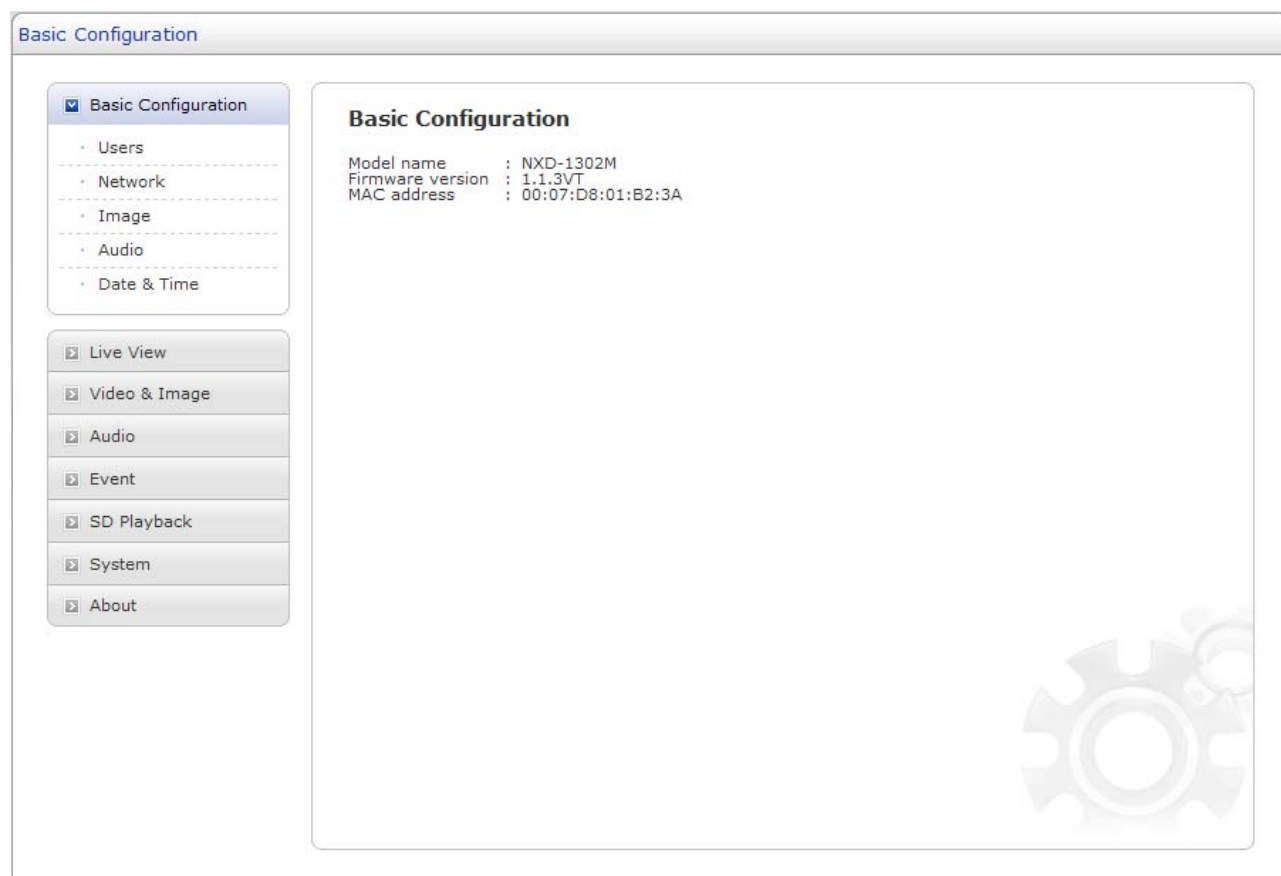 Basic Configuration
Basic Configuration
Users
Network
Image
Audio
Date & Time
Live View
Video & Image
Audio
Event
SD Playback
System
About
Basic Configuration
Model name : NXD-1302M
Firmware version : 1.1.3VT
MAC address : 00:07:D8:01:B2:3A